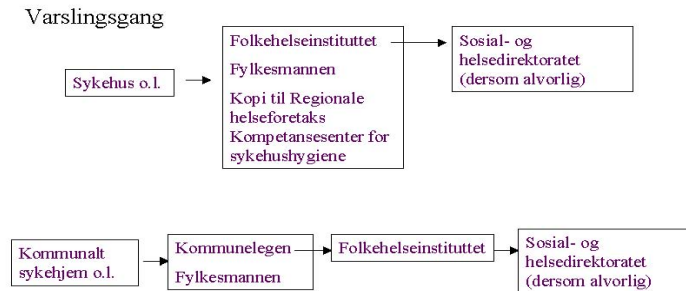 Varslingsgang
Sykehus o.l.
Folkehelseinstituttet
Fylkesmannen
Kopi til Regionale
helseforetaks
Kompetansesenter for
sykehushygiene
Sosial- og
helsedirektoratet
(dersom alvorlig)
Kommunalt
sykehjem o.l.
Kommunelegen
Fylkesmannen
Folkehelseinstituttet
Sosial- og
helsedirektoratet
(dersom alvorlig)